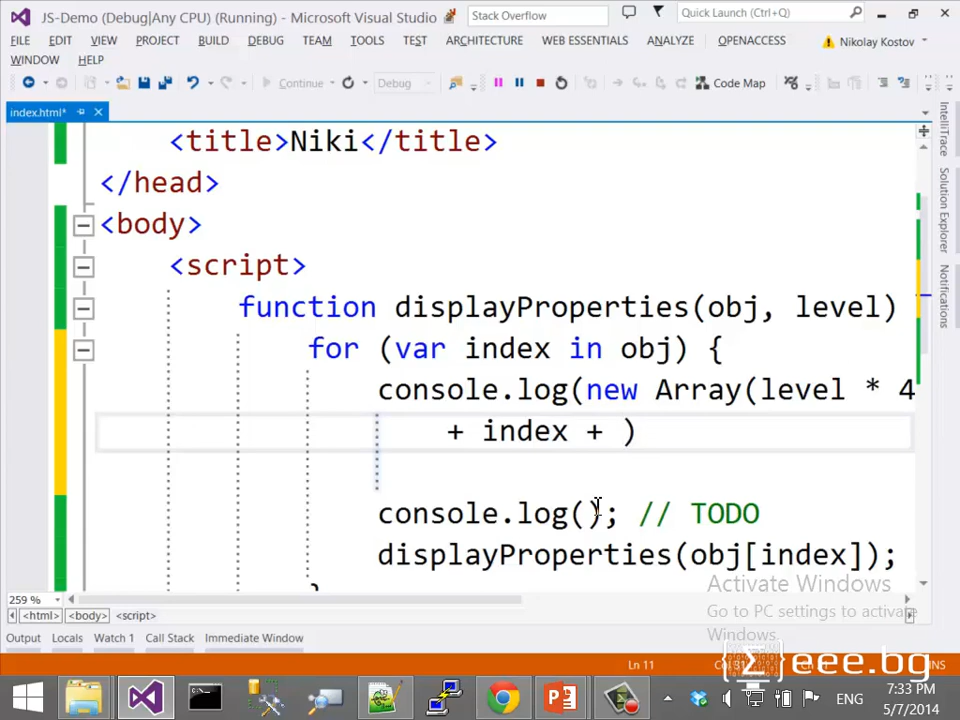 JS-Demo (Debug|Any CPU) (Running) - Microsoft Visual Studio
Stack Overflow
Quick Launch (Ctrl+Q)
FILE EDIT VIEW PROJECT BUILD DEBUG TEAM TOOLS TEST ARCHITECTURE WEB ESSENTIALS ANALYZE OPENACCESS
Nikolay Kostov
WINDOW HELP
Continue
Debug
Code Map
index.html*
<title>Niki</title>
</head>
<body>
<script>
function displayProperties(obj, level)
for (var index in obj) {
console.log(new Array(level * 4
+ index + )
console.log(); // TODO
displayProperties(obj[index]);
IntelliTrace
Solution Explorer
Notifications
Activate Windows
Go to PC settings to activate
Windows.
259 %
<html> <body> <script>
Output Locals Watch 1 Call Stack Immediate Window
Ln 11
eee.bg
ENG
7:33 PM
5/7/2014